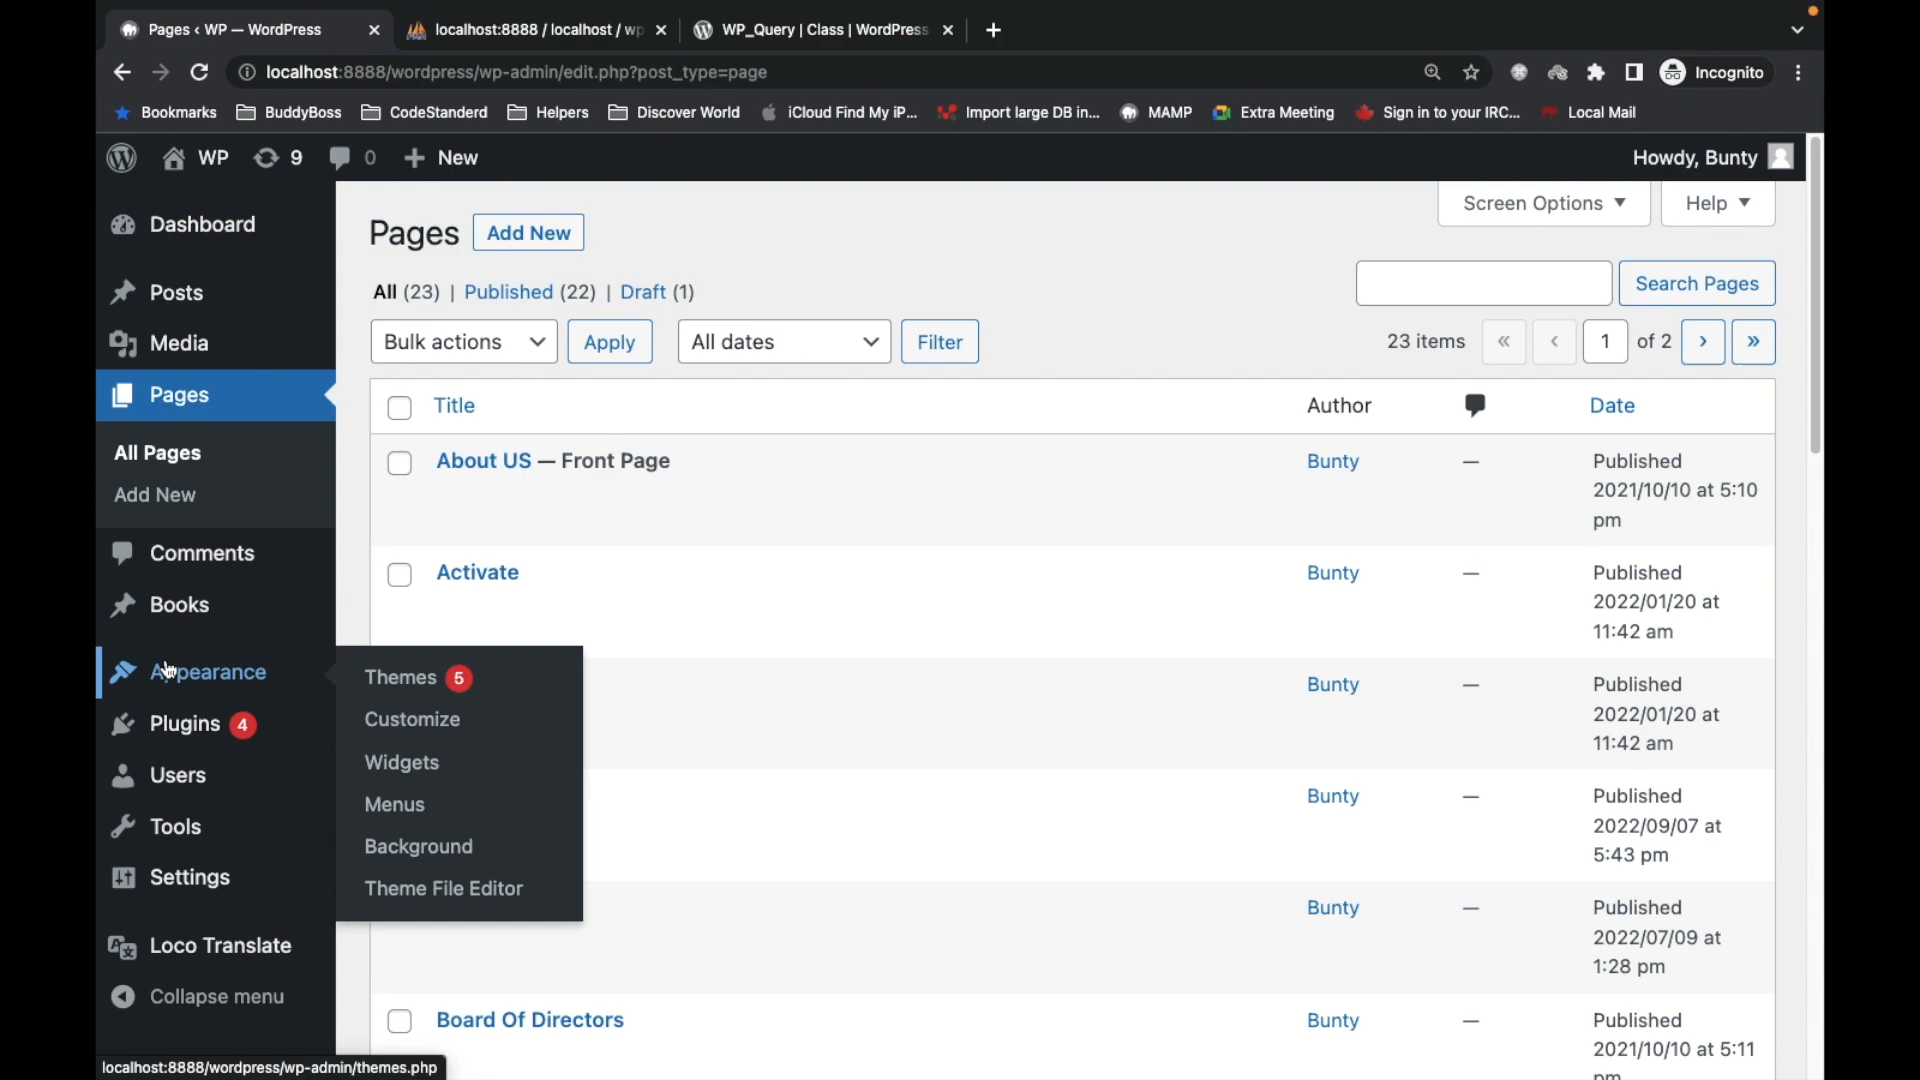 Pages ‹ WP — WordPress
localhost:8888 / localhost / wp
WP_Query | Class | WordPress
localhost:8888/wordpress/wp-admin/edit.php?post_type=page
Incognito
Bookmarks BuddyBoss CodeStanderd Helpers Discover World iCloud Find My iP... Import large DB in... MAMP Extra Meeting Sign in to your IRC... Local Mail
WP 9 0 + New Howdy, Bunty
Dashboard
Posts
Media
Pages
All Pages
Add New
Comments
Books
Appearance
Plugins 4
Users
Tools
Settings
Loco Translate
Collapse menu
Themes 5
Customize
Widgets
Menus
Background
Theme File Editor
Screen Options Help
Pages Add New
All (23) | Published (22) | Draft (1)
Search Pages
Bulk actions Apply All dates Filter 23 items « ‹ 1 of 2 › »
Title Author Date
About US — Front Page Bunty — Published
2021/10/10 at 5:10
pm
Activate Bunty — Published
2022/01/20 at
11:42 am
Bunty — Published
2022/01/20 at
11:42 am
Bunty — Published
2022/09/07 at
5:43 pm
Bunty — Published
2022/07/09 at
1:28 pm
Board Of Directors Bunty — Published
2021/10/10 at 5:11
pm
localhost:8888/wordpress/wp-admin/themes.php